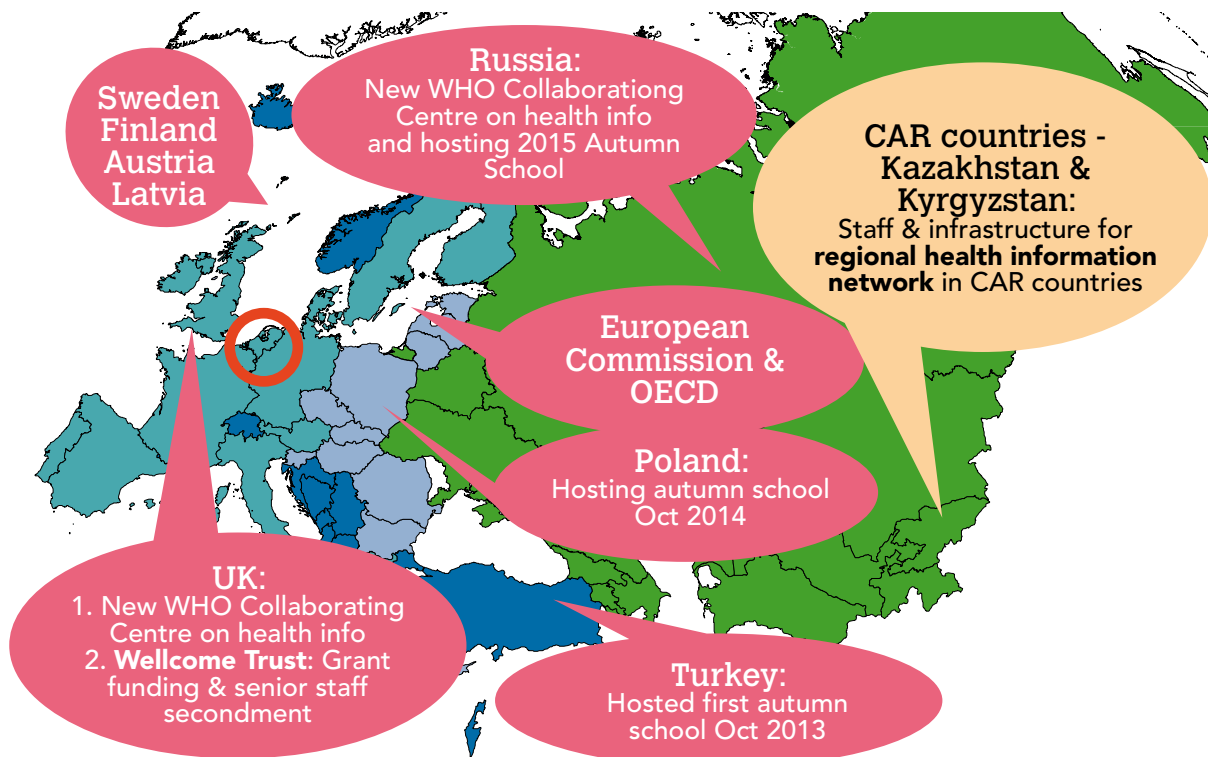 Sweden
Finland
Austria
Latvia
Russia:
New WHO Collaborationg
Centre on health info
and hosting 2015 Autumn
School
CAR countries -
Kazakhstan &
Kyrgyzstan:
Staff & infrastructure for
regional health information
network in CAR countries
European
Commission &
OECD
Poland:
Hosting autumn school
Oct 2014
UK:
1. New WHO Collaborating
Centre on health info
2. Wellcome Trust: Grant
funding & senior staff
secondment
Turkey:
Hosted first autumn
school Oct 2013